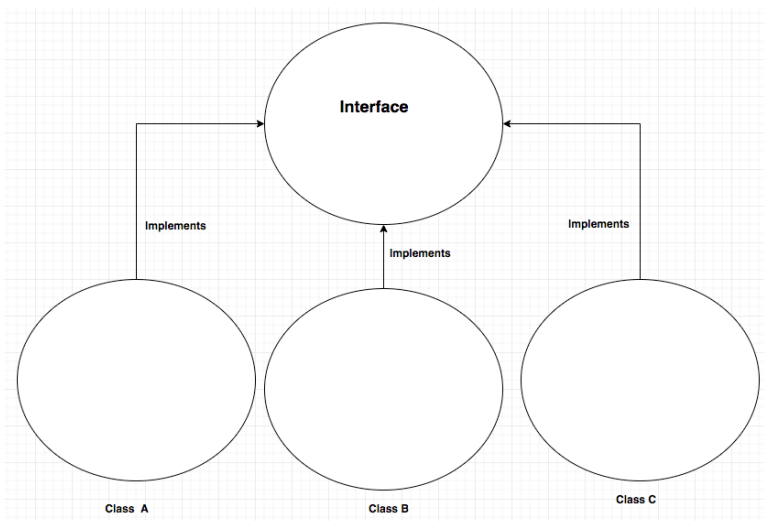 Interface
Implements
Implements
Implements
Class A
Class B
Class C